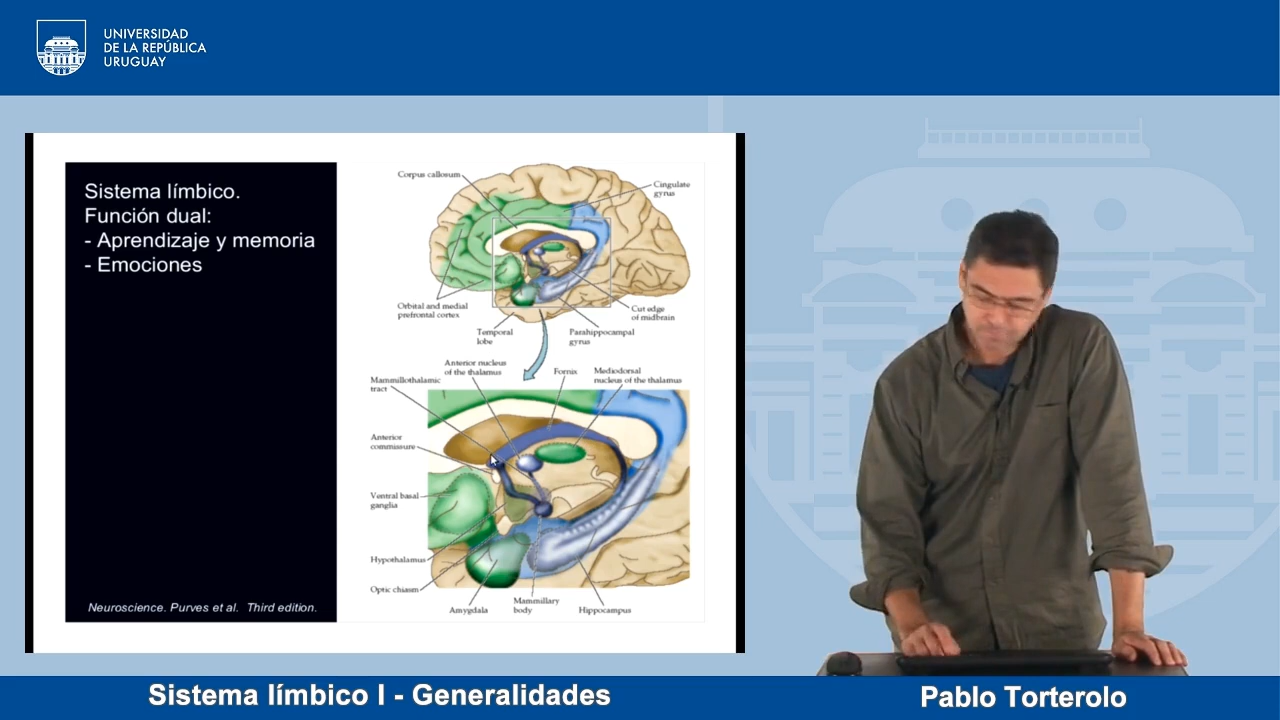 UNIVERSIDAD
DE LA REPÚBLICA
URUGUAY
Sistema límbico.
Función dual:
- Aprendizaje y memoria
- Emociones
Neuroscience. Purves et al. Third edition.
Corpus callosum
Cingulate
gyrus
Orbital and medial
prefrontal cortex
Temporal
lobe
Parahippocampal
gyrus
Cut edge
of midbrain
Anterior nucleus
of the thalamus
Fornix
Mediodorsal
nucleus of the thalamus
Mammillothalamic
tract
Anterior
commissure
Ventral basal
ganglia
Hypothalamus
Optic chiasm
Amygdala
Mammillary
body
Hippocampus
Sistema límbico I - Generalidades
Pablo Torterolo